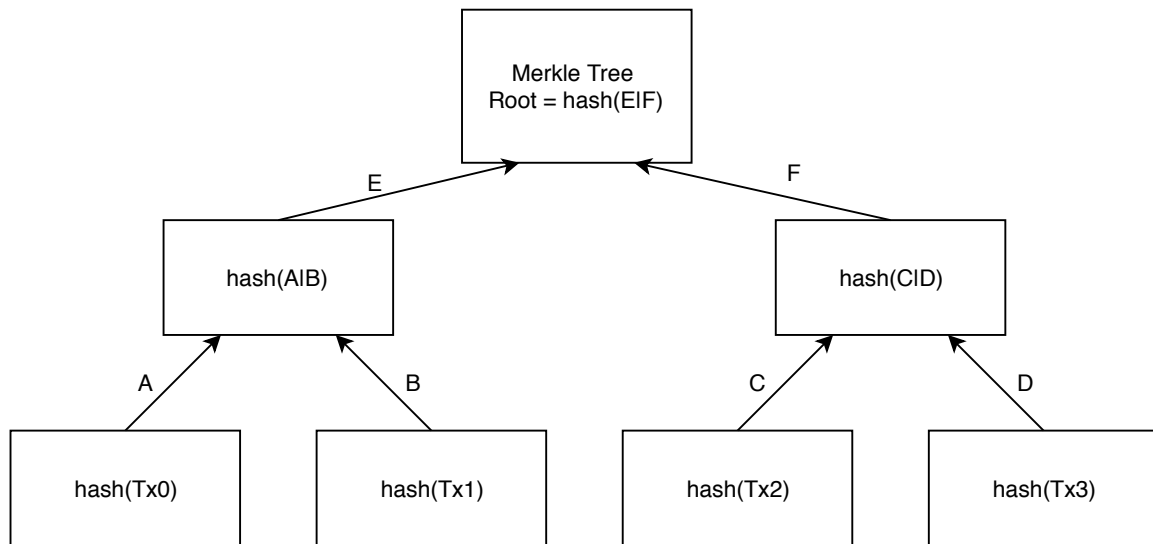 Merkle Tree
Root = hash(E|F)
E
F
hash(A|B)
hash(C|D)
A
B
C
D
hash(Tx0)
hash(Tx1)
hash(Tx2)
hash(Tx3)